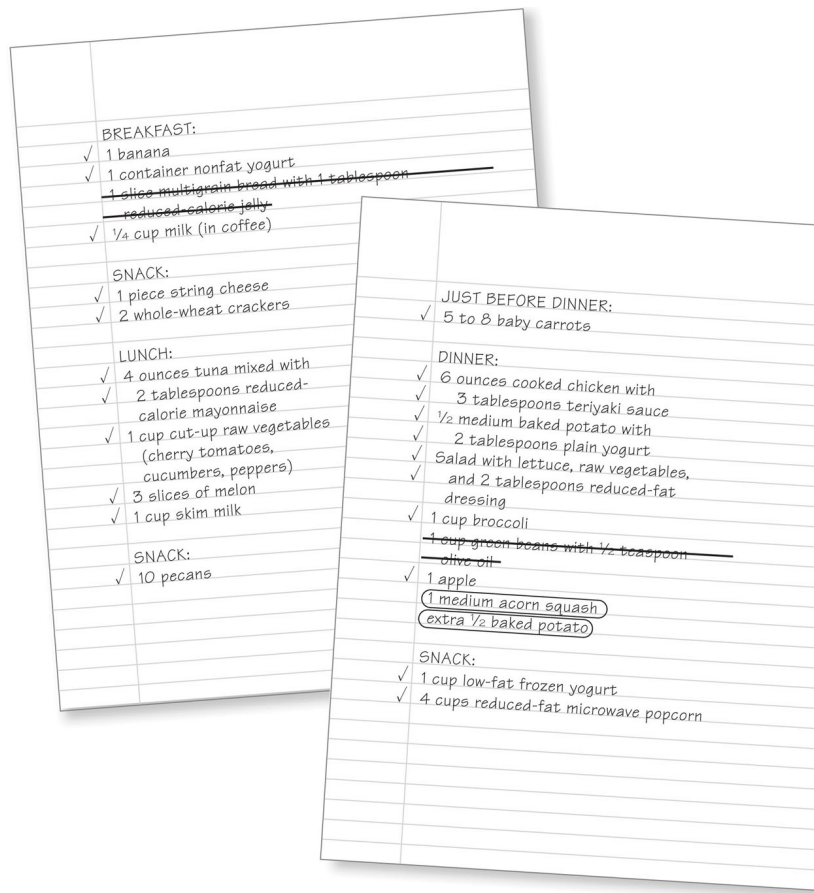 BREAKFAST:
√ 1 banana
√ 1 container nonfat yogurt
1 slice multigrain bread with 1 tablespoon
reduced-calorie jelly
√ ¼ cup milk (in coffee)
SNACK:
√ 1 piece string cheese
√ 2 whole-wheat crackers
LUNCH:
√ 4 ounces tuna mixed with
√ 2 tablespoons reduced-
calorie mayonnaise
√ 1 cup cut-up raw vegetables
(cherry tomatoes,
cucumbers, peppers)
√ 3 slices of melon
√ 1 cup skim milk
SNACK:
√ 10 pecans
JUST BEFORE DINNER:
√ 5 to 8 baby carrots
DINNER:
√ 6 ounces cooked chicken with
√ 3 tablespoons teriyaki sauce
√ ½ medium baked potato with
√ 2 tablespoons plain yogurt
√ Salad with lettuce, raw vegetables,
√ and 2 tablespoons reduced-fat
dressing
√ 1 cup broccoli
1 cup green beans with ½ teaspoon
olive oil
√ 1 apple
1 medium acorn squash
extra ½ baked potato
SNACK:
√ 1 cup low-fat frozen yogurt
√ 4 cups reduced-fat microwave popcorn